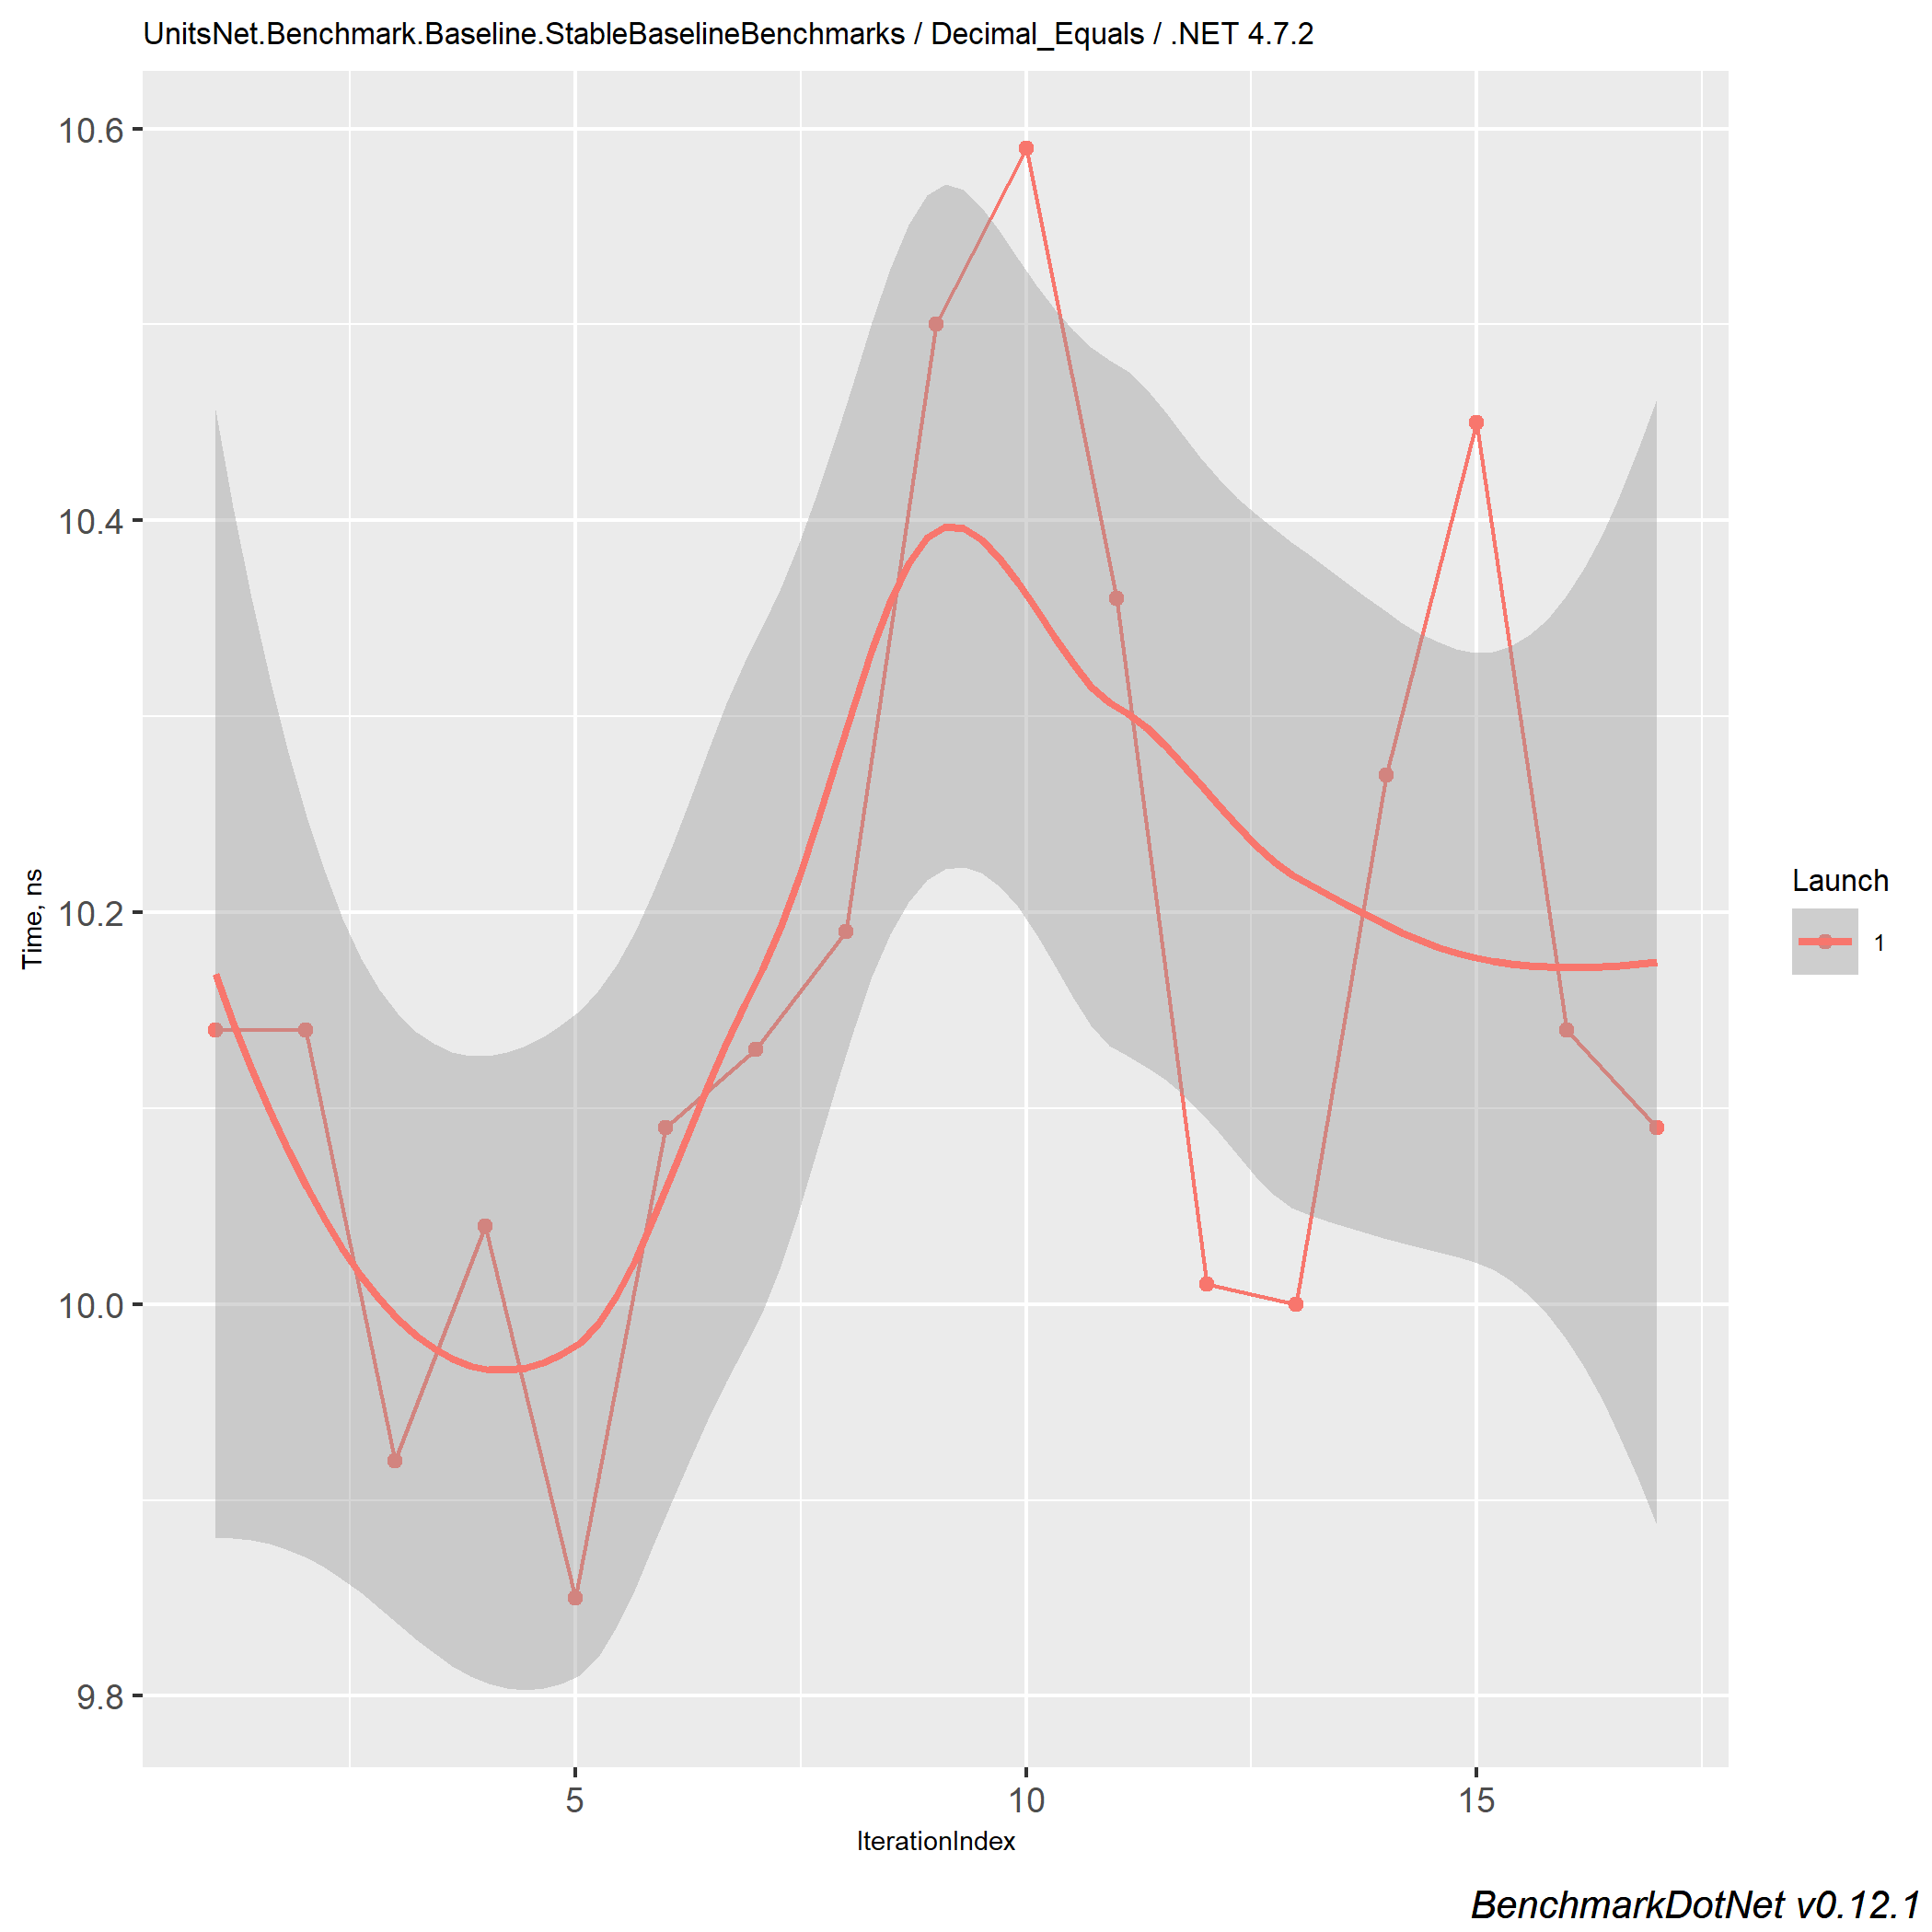 UnitsNet.Benchmark.Baseline.StableBaselineBenchmarks / Decimal_Equals / .NET 4.7.2
10.6
10.4
10.2
10.0
9.8
Time, ns
5 10 15
IterationIndex
Launch
1
BenchmarkDotNet v0.12.1